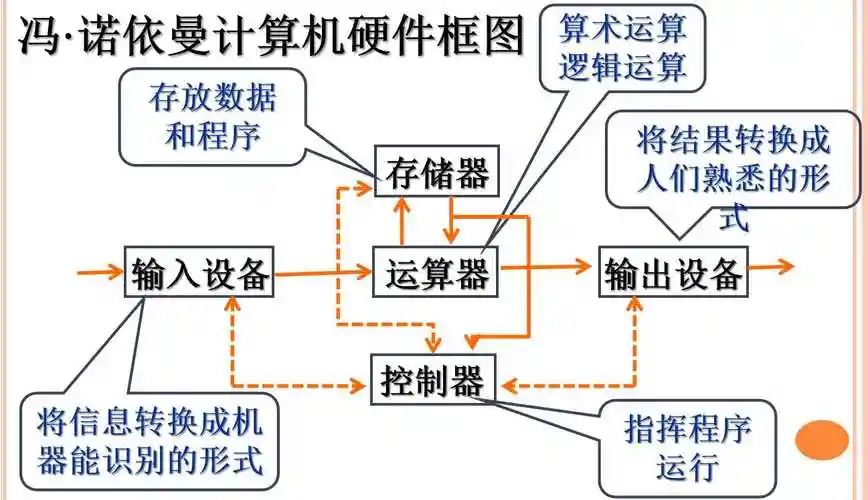 冯·诺依曼计算机硬件框图
算术运算
逻辑运算
存放数据
和程序
将结果转换成
人们熟悉的形
式
存储器
输入设备
运算器
输出设备
控制器
将信息转换成机
器能识别的形式
指挥程序
运行